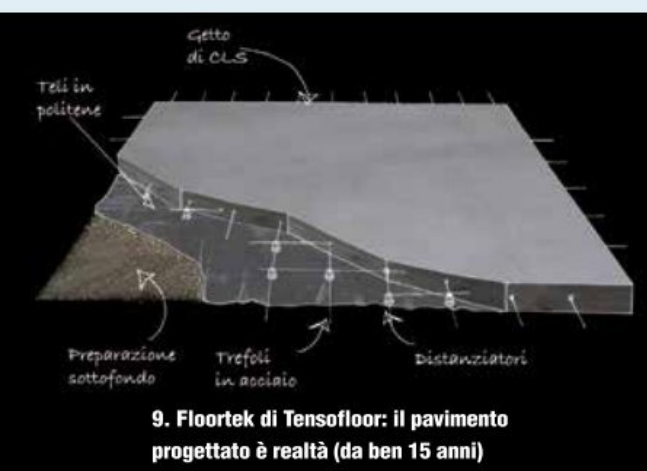 Getto
di CLS
Teli in
politene
Preparazione
sottofondo
Trefoli
in acciaio
Distanziatori
9. Floortek di Tensofloor: il pavimento
progettato è realtà (da ben 15 anni)